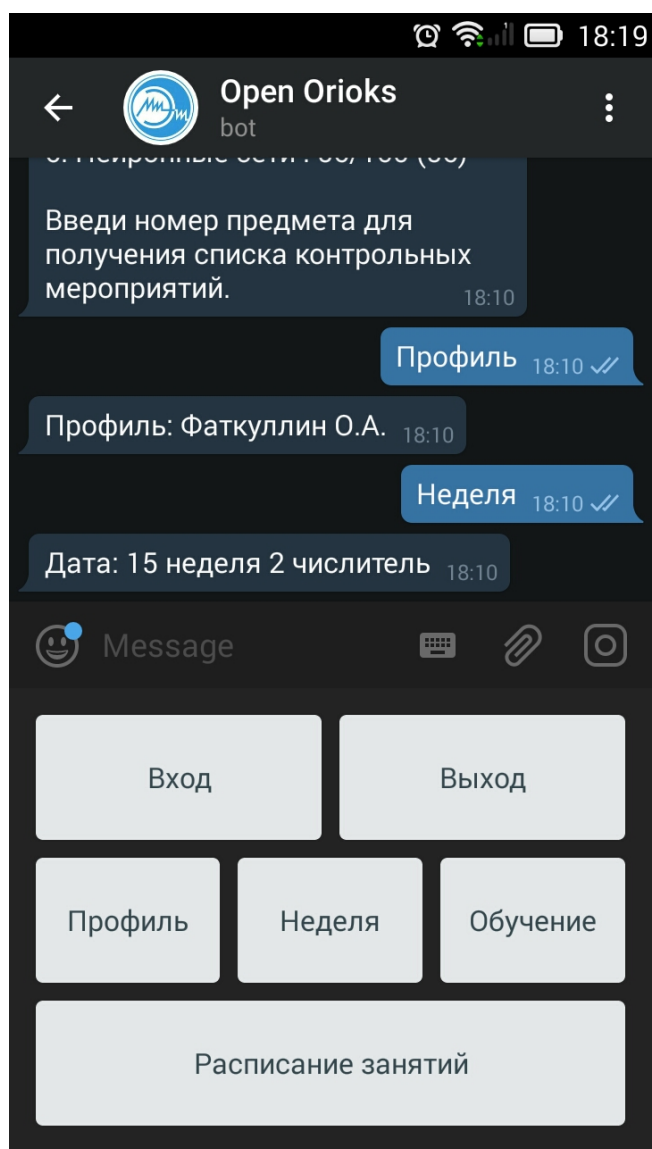 18:19
Open Orioks
bot
Введи номер предмета для
получения списка контрольных
мероприятий. 18:10
Профиль 18:10
Профиль: Фаткуллин О.А. 18:10
Неделя 18:10
Дата: 15 неделя 2 числитель 18:10
Message
Вход Выход
Профиль Неделя Обучение
Расписание занятий